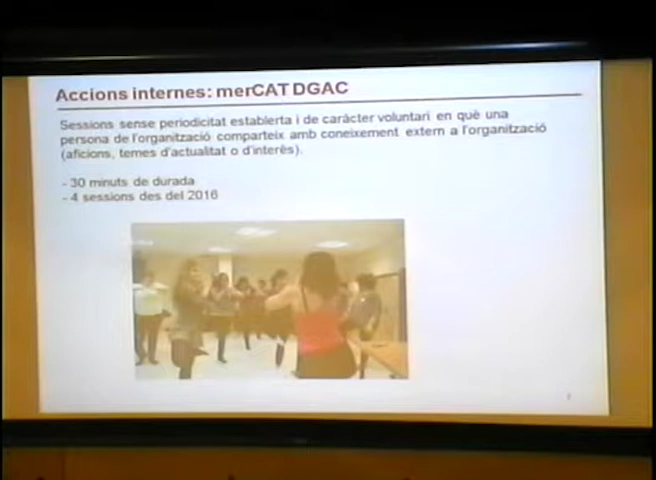 Accions internes: merCAT DGAC
Sessions sense periodicitat establerta i de caràcter voluntari en què una
persona de l'organització comparteix amb coneixement extern a l'organització
(aficions, temes d'actualitat o d'interès).
- 30 minuts de durada
- 4 sessions des del 2016